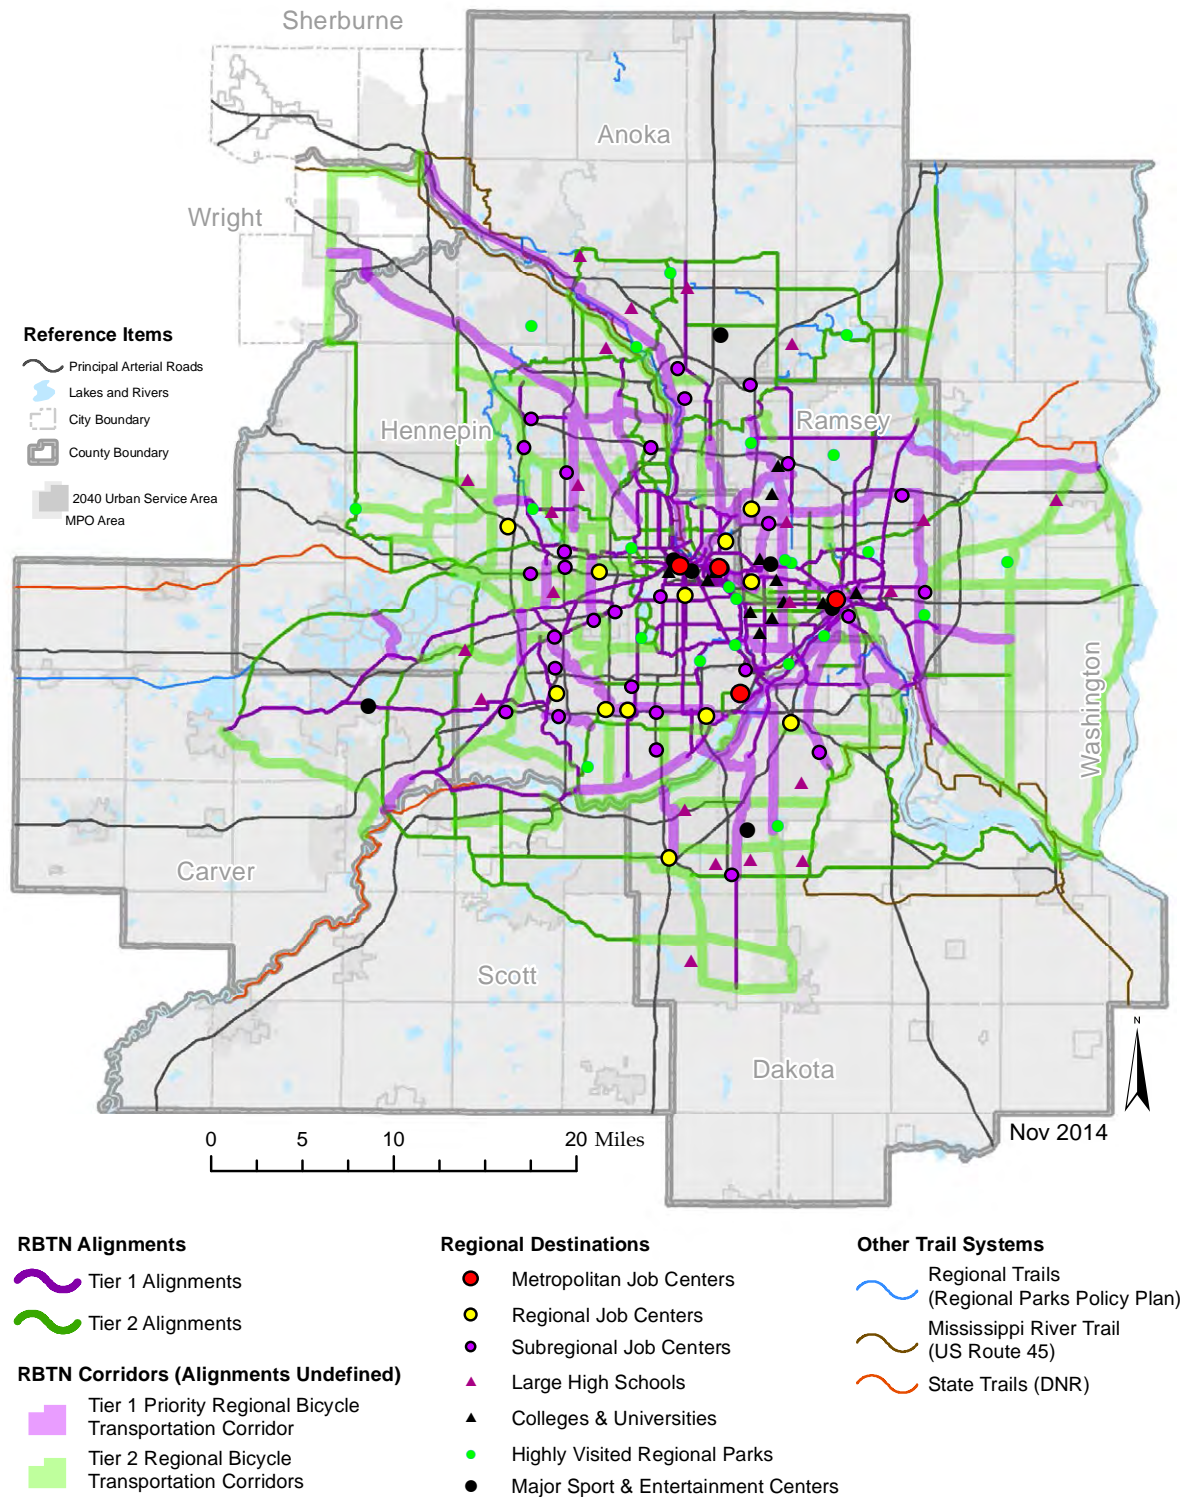 Sherburne
Anoka
Wright
Reference Items
Principal Arterial Roads
Lakes and Rivers
City Boundary
County Boundary
2040 Urban Service Area
MPO Area
Hennepin
Ramsey
Washington
Carver
Scott
Dakota
N
Nov 2014
0 5 10 20 Miles
RBTN Alignments
Tier 1 Alignments
Tier 2 Alignments
RBTN Corridors (Alignments Undefined)
Tier 1 Priority Regional Bicycle
Transportation Corridor
Tier 2 Regional Bicycle
Transportation Corridors
Regional Destinations
Metropolitan Job Centers
Regional Job Centers
Subregional Job Centers
Large High Schools
Colleges & Universities
Highly Visited Regional Parks
Major Sport & Entertainment Centers
Other Trail Systems
Regional Trails
(Regional Parks Policy Plan)
Mississippi River Trail
(US Route 45)
State Trails (DNR)